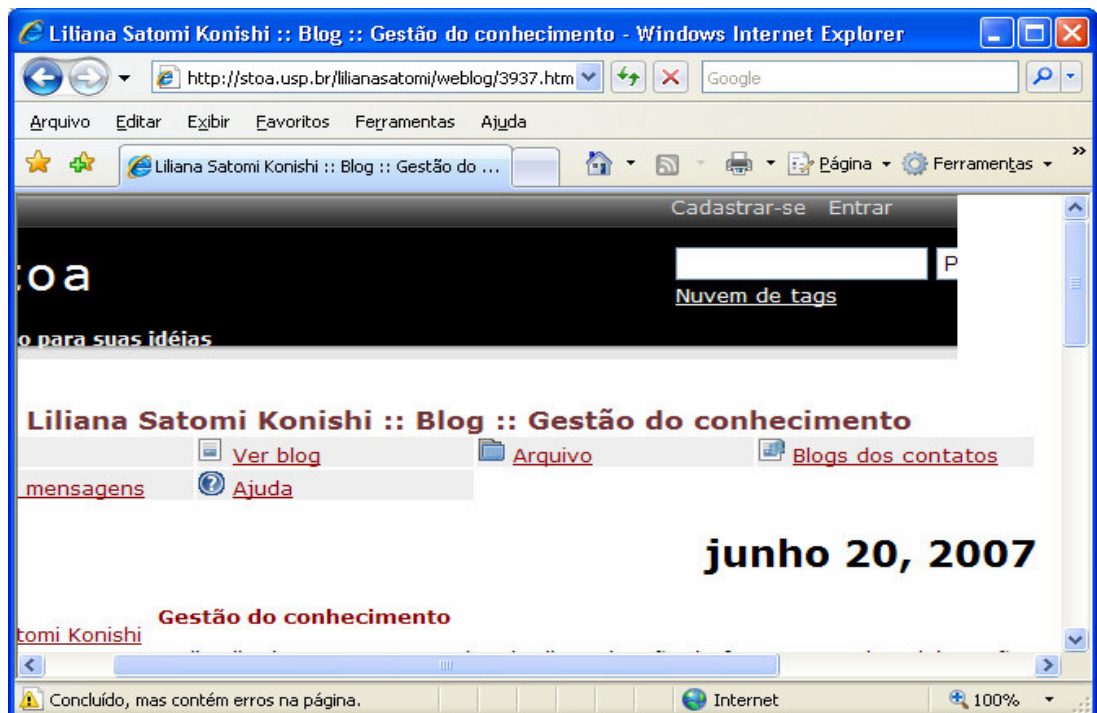 Liliana Satomi Konishi :: Blog :: Gestão do conhecimento - Windows Internet Explorer
http://stoa.usp.br/lilianasatomi/weblog/3937.htm Google
Arquivo Editar Exibir Favoritos Ferramentas Ajuda
Liliana Satomi Konishi :: Blog :: Gestão do ... Página Ferramentas »
Cadastrar-se Entrar
toa P
Nuvem de tags
o para suas idéias
Liliana Satomi Konishi :: Blog :: Gestão do conhecimento
Ver blog Arquivo Blogs dos contatos
mensagens Ajuda
junho 20, 2007
Gestão do conhecimento
tomi Konishi
Concluído, mas contém erros na página. Internet 100%